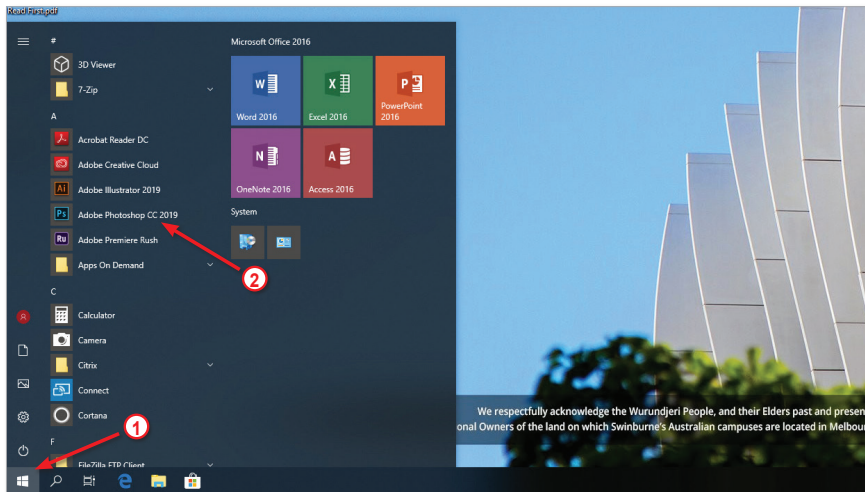 Read First.pdf
#
3D Viewer
7-Zip
A
Acrobat Reader DC
Adobe Creative Cloud
Ai Adobe Illustrator 2019
Ps Adobe Photoshop CC 2019
Ru Adobe Premiere Rush
Apps On Demand
C
Calculator
Camera
Citrix
Connect
Cortana
F
FileZilla FTP Client
Microsoft Office 2016
W
Word 2016
X
Excel 2016
P
PowerPoint
2016
N
OneNote 2016
A
Access 2016
System
2
1
We respectfully acknowledge the Wurundjeri People, and their Elders past and presen
onal Owners of the land on which Swinburne's Australian campuses are located in Melbou